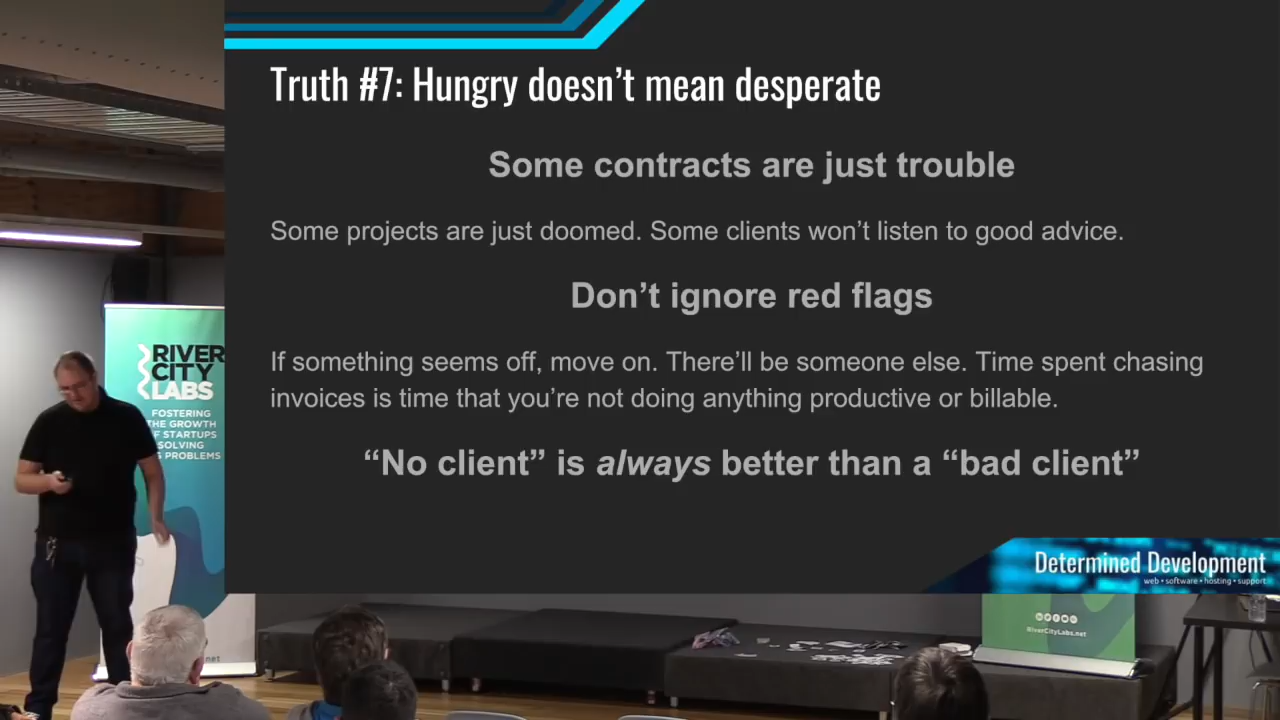 Truth #7: Hungry doesn’t mean desperate
Some contracts are just trouble
Some projects are just doomed. Some clients won’t listen to good advice.
Don’t ignore red flags
If something seems off, move on. There’ll be someone else. Time spent chasing
invoices is time that you’re not doing anything productive or billable.
“No client” is always better than a “bad client”
Determined Development
web • software • hosting • support
RIVER
CITY
LABS
FOSTERING
THE GROWTH
OF STARTUPS
SOLVING
PROBLEMS
.net
RiverCityLabs.net